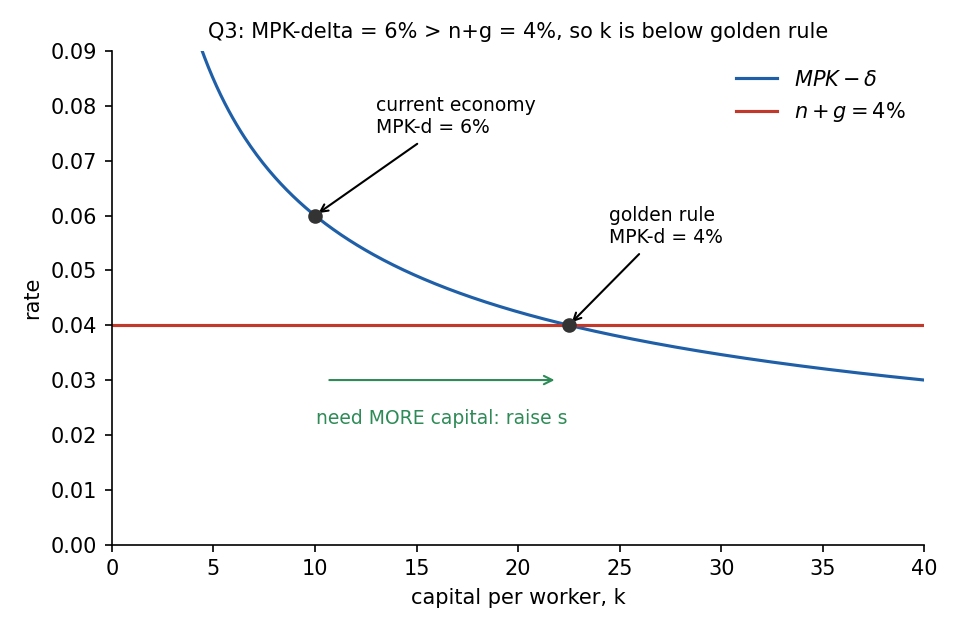 Q3: MPK-delta = 6% > n+g = 4%, so k is below golden rule
MPK − δ
n + g = 4%
current economy
MPK-d = 6%
golden rule
MPK-d = 4%
need MORE capital: raise s
rate
0.09
0.08
0.07
0.06
0.05
0.04
0.03
0.02
0.01
0.00
0
5
10
15
20
25
30
35
40
capital per worker, k